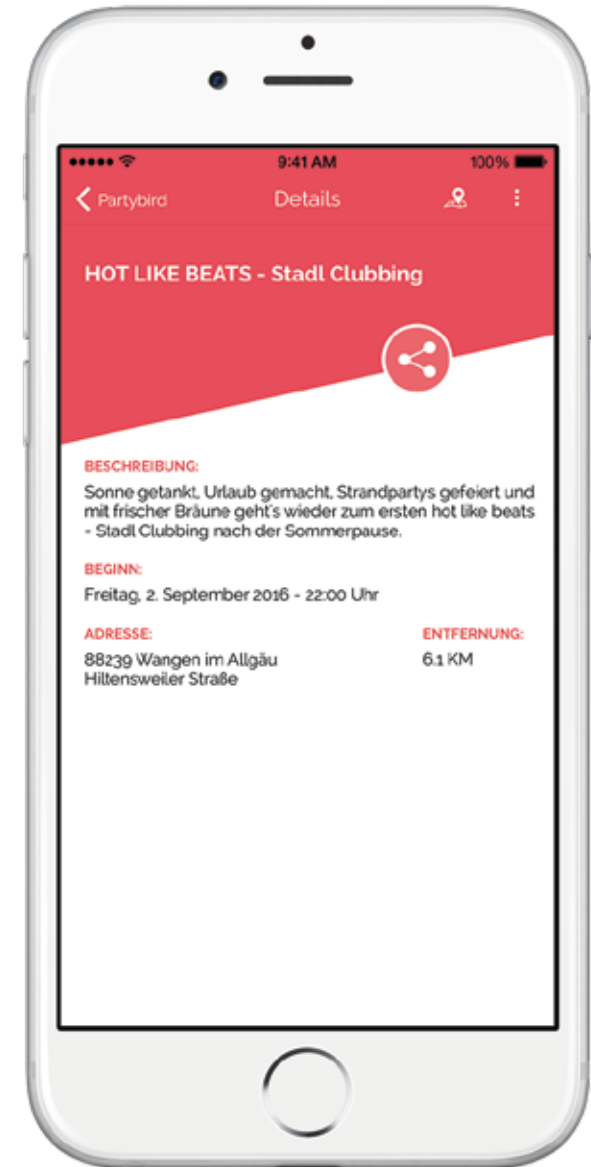 9:41 AM 100%
Partybird Details
HOT LIKE BEATS - Stadl Clubbing
BESCHREIBUNG:
Sonne getankt, Urlaub gemacht, Strandpartys gefeiert und
mit frischer Bräune geht's wieder zum ersten hot like beats
- Stadl Clubbing nach der Sommerpause.
BEGINN:
Freitag, 2. September 2016 - 22:00 Uhr
ADRESSE: ENTFERNUNG:
88239 Wangen im Allgäu 6.1 KM
Hiltensweiler Straße